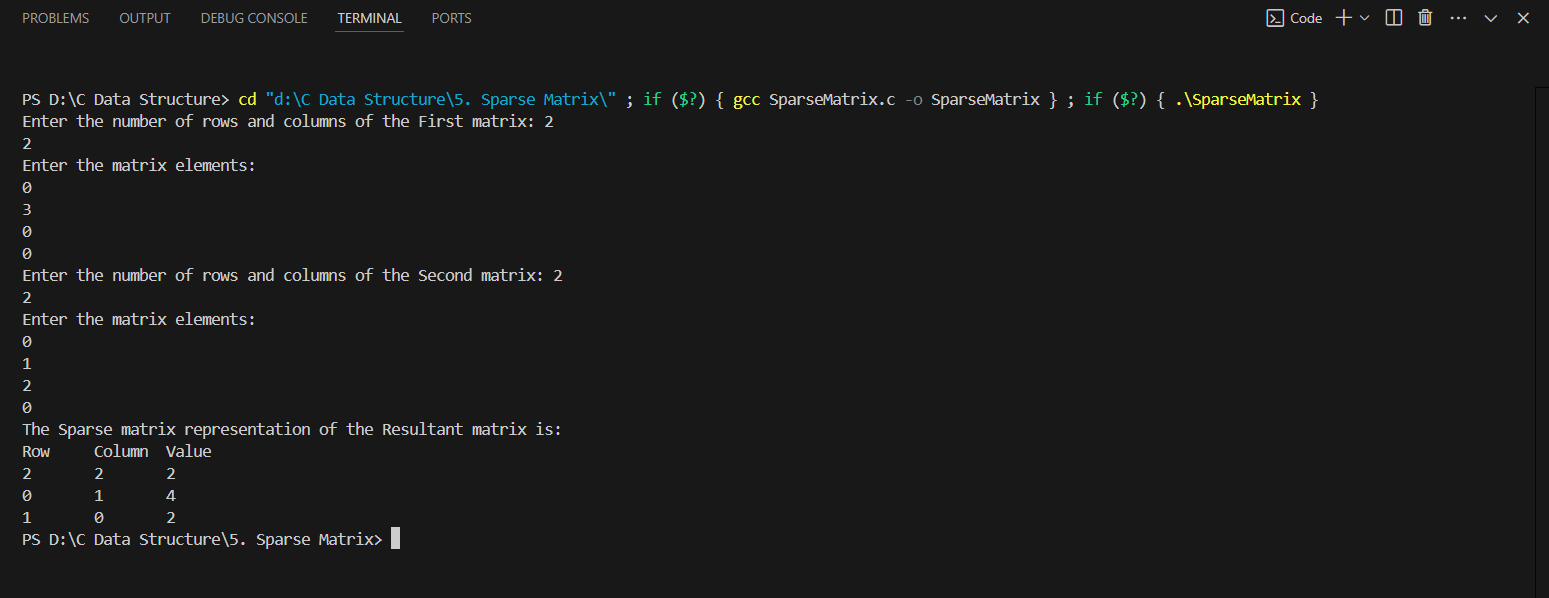 PROBLEMS OUTPUT DEBUG CONSOLE TERMINAL PORTS Code
PS D:\C Data Structure> cd "d:\C Data Structure\5. Sparse Matrix\" ; if ($?) { gcc SparseMatrix.c -o SparseMatrix } ; if ($?) { .\SparseMatrix }
Enter the number of rows and columns of the First matrix: 2
2
Enter the matrix elements:
0
3
0
0
Enter the number of rows and columns of the Second matrix: 2
2
Enter the matrix elements:
0
1
2
0
The Sparse matrix representation of the Resultant matrix is:
Row Column Value
2 2 2
0 1 4
1 0 2
PS D:\C Data Structure\5. Sparse Matrix>